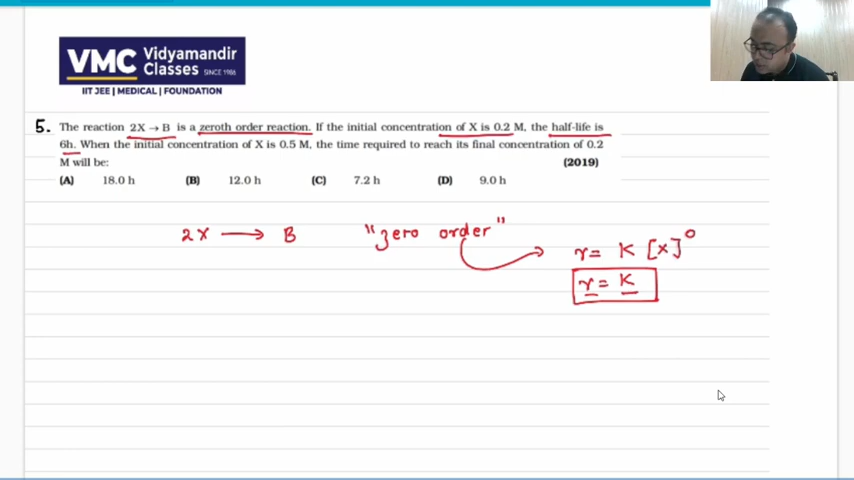 VMC Vidyamandir Classes SINCE 1986
IIT JEE | MEDICAL | FOUNDATION
5. The reaction 2X → B is a zeroth order reaction. If the initial concentration of X is 0.2 M, the half-life is
6h. When the initial concentration of X is 0.5 M, the time required to reach its final concentration of 0.2
M will be: (2019)
(A) 18.0 h (B) 12.0 h (C) 7.2 h (D) 9.0 h
2X ⟶ B "zero order"
r = K [X]⁰
r = K